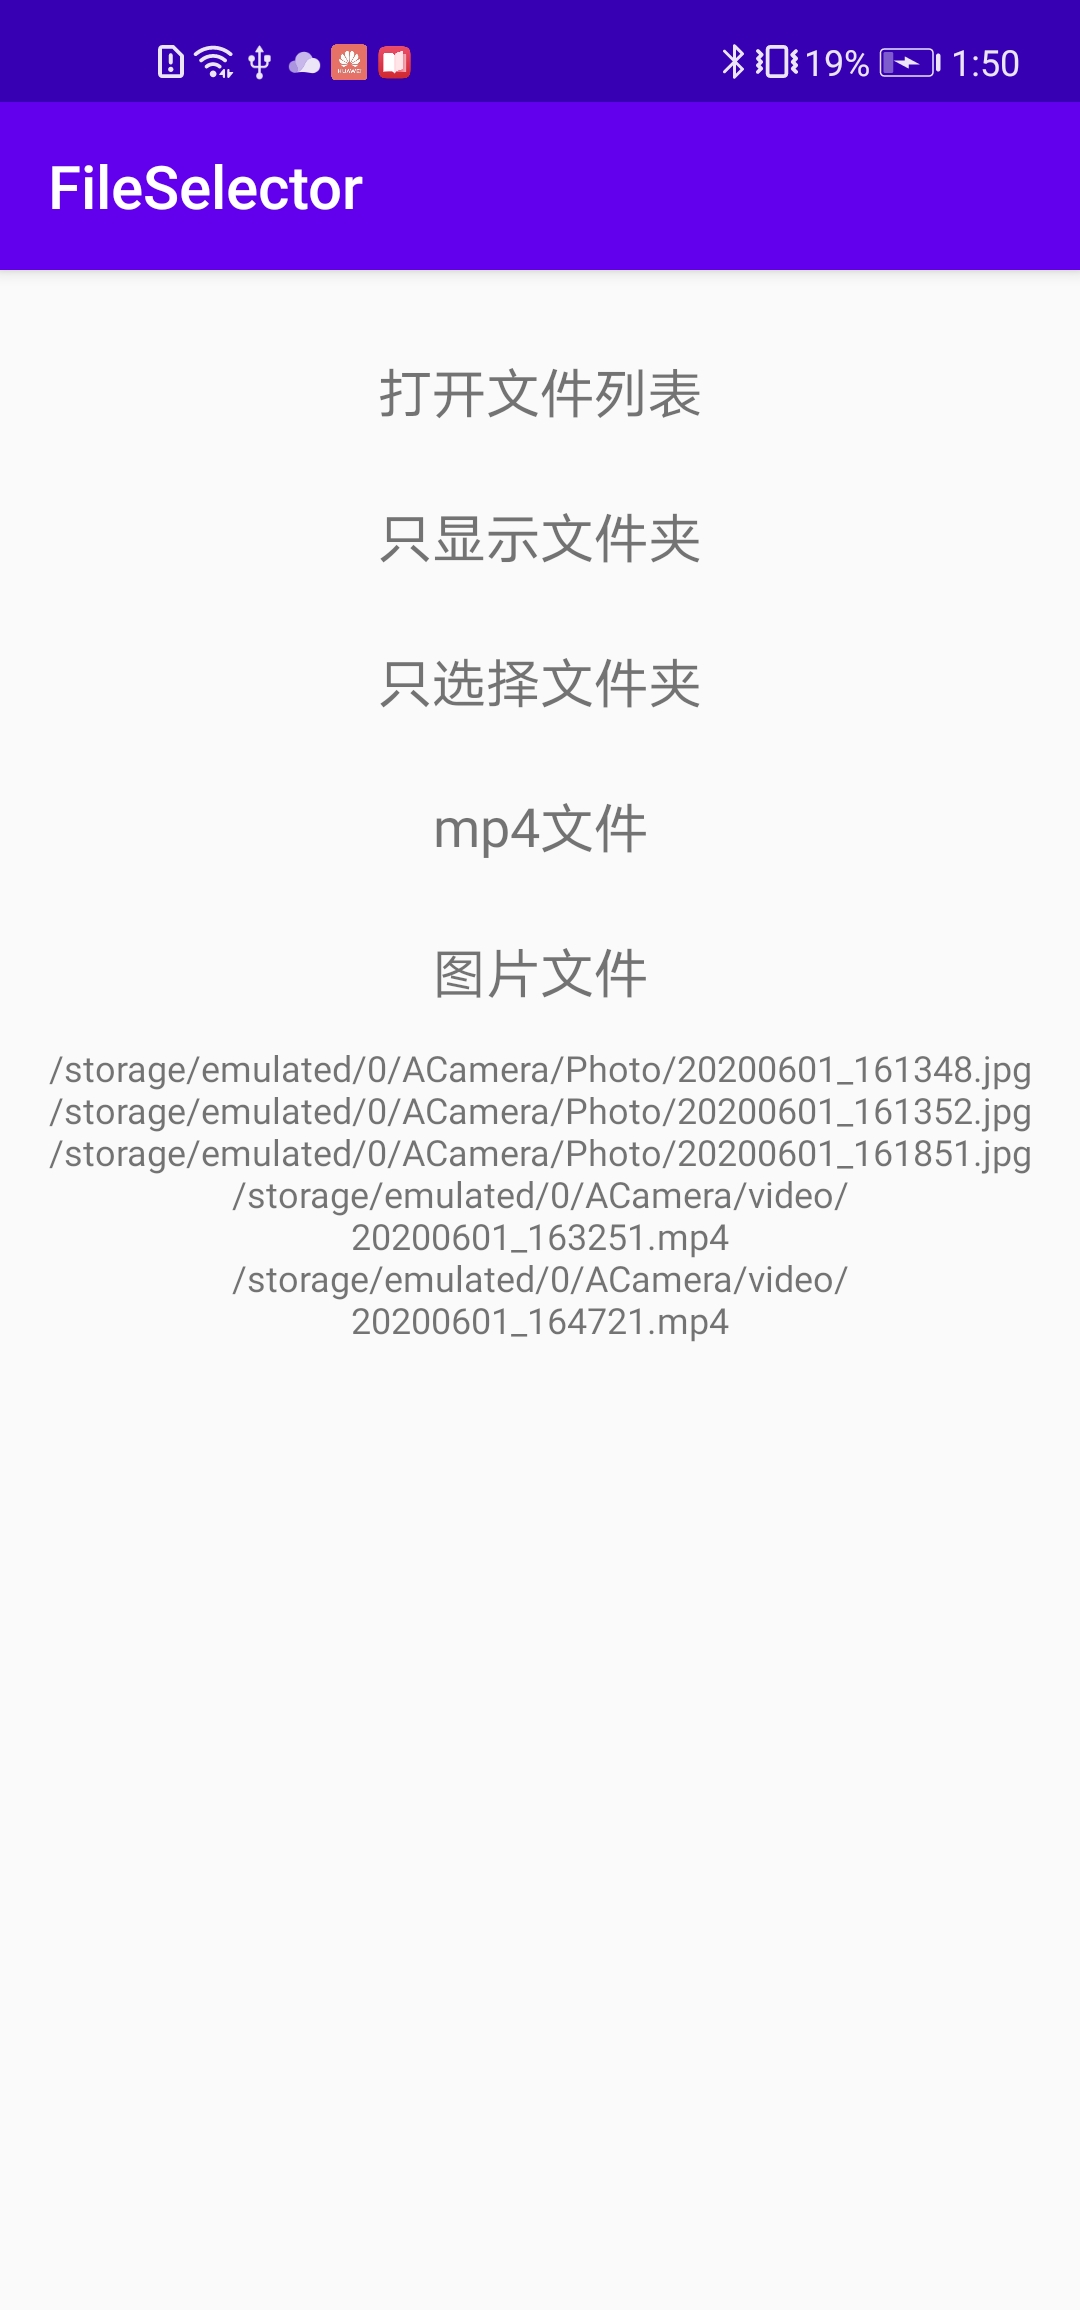 19% 1:50
FileSelector
打开文件列表
只显示文件夹
只选择文件夹
mp4文件
图片文件
/storage/emulated/0/ACamera/Photo/20200601_161348.jpg
/storage/emulated/0/ACamera/Photo/20200601_161352.jpg
/storage/emulated/0/ACamera/Photo/20200601_161851.jpg
/storage/emulated/0/ACamera/video/
20200601_163251.mp4
/storage/emulated/0/ACamera/video/
20200601_164721.mp4